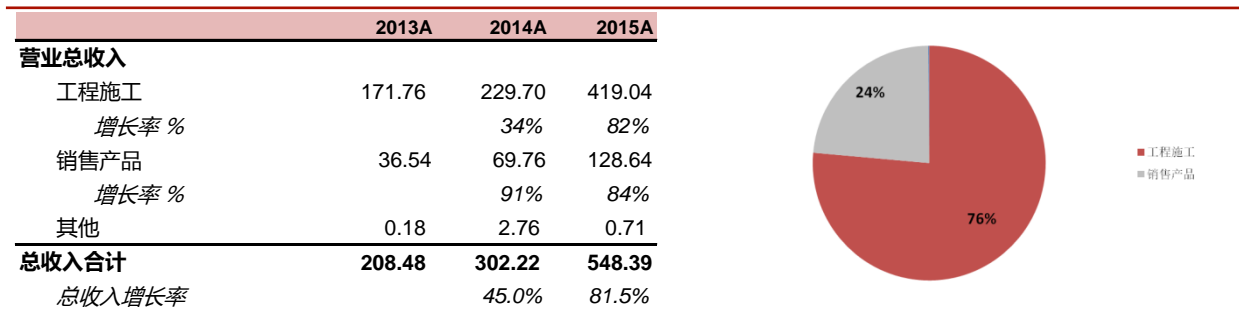 2013A 2014A 2015A
营业总收入
工程施工 171.76 229.70 419.04
增长率 % 34% 82%
销售产品 36.54 69.76 128.64
增长率 % 91% 84%
其他 0.18 2.76 0.71
总收入合计 208.48 302.22 548.39
总收入增长率 45.0% 81.5%
24%
76%
工程施工
销售产品